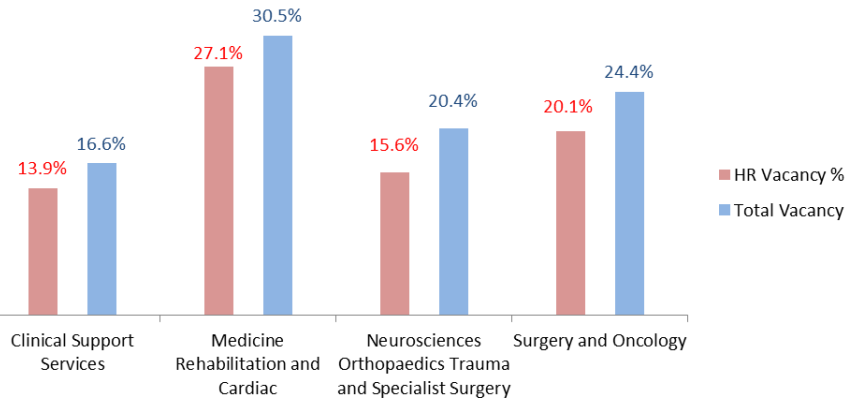 30.5%
27.1%
24.4%
20.4%
20.1%
16.6%
15.6%
13.9%
HR Vacancy %
Total Vacancy
Clinical Support
Services
Medicine
Rehabilitation and
Cardiac
Neurosciences
Orthopaedics Trauma
and Specialist Surgery
Surgery and Oncology